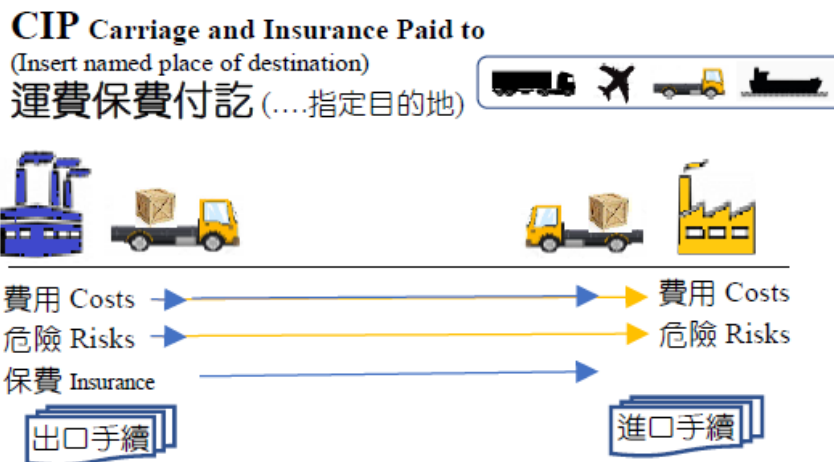 CIP Carriage and Insurance Paid to
(Insert named place of destination)
運費保費付訖 (....指定目的地)
費用 Costs
費用 Costs
危險 Risks
危險 Risks
保費 Insurance
出口手續
進口手續